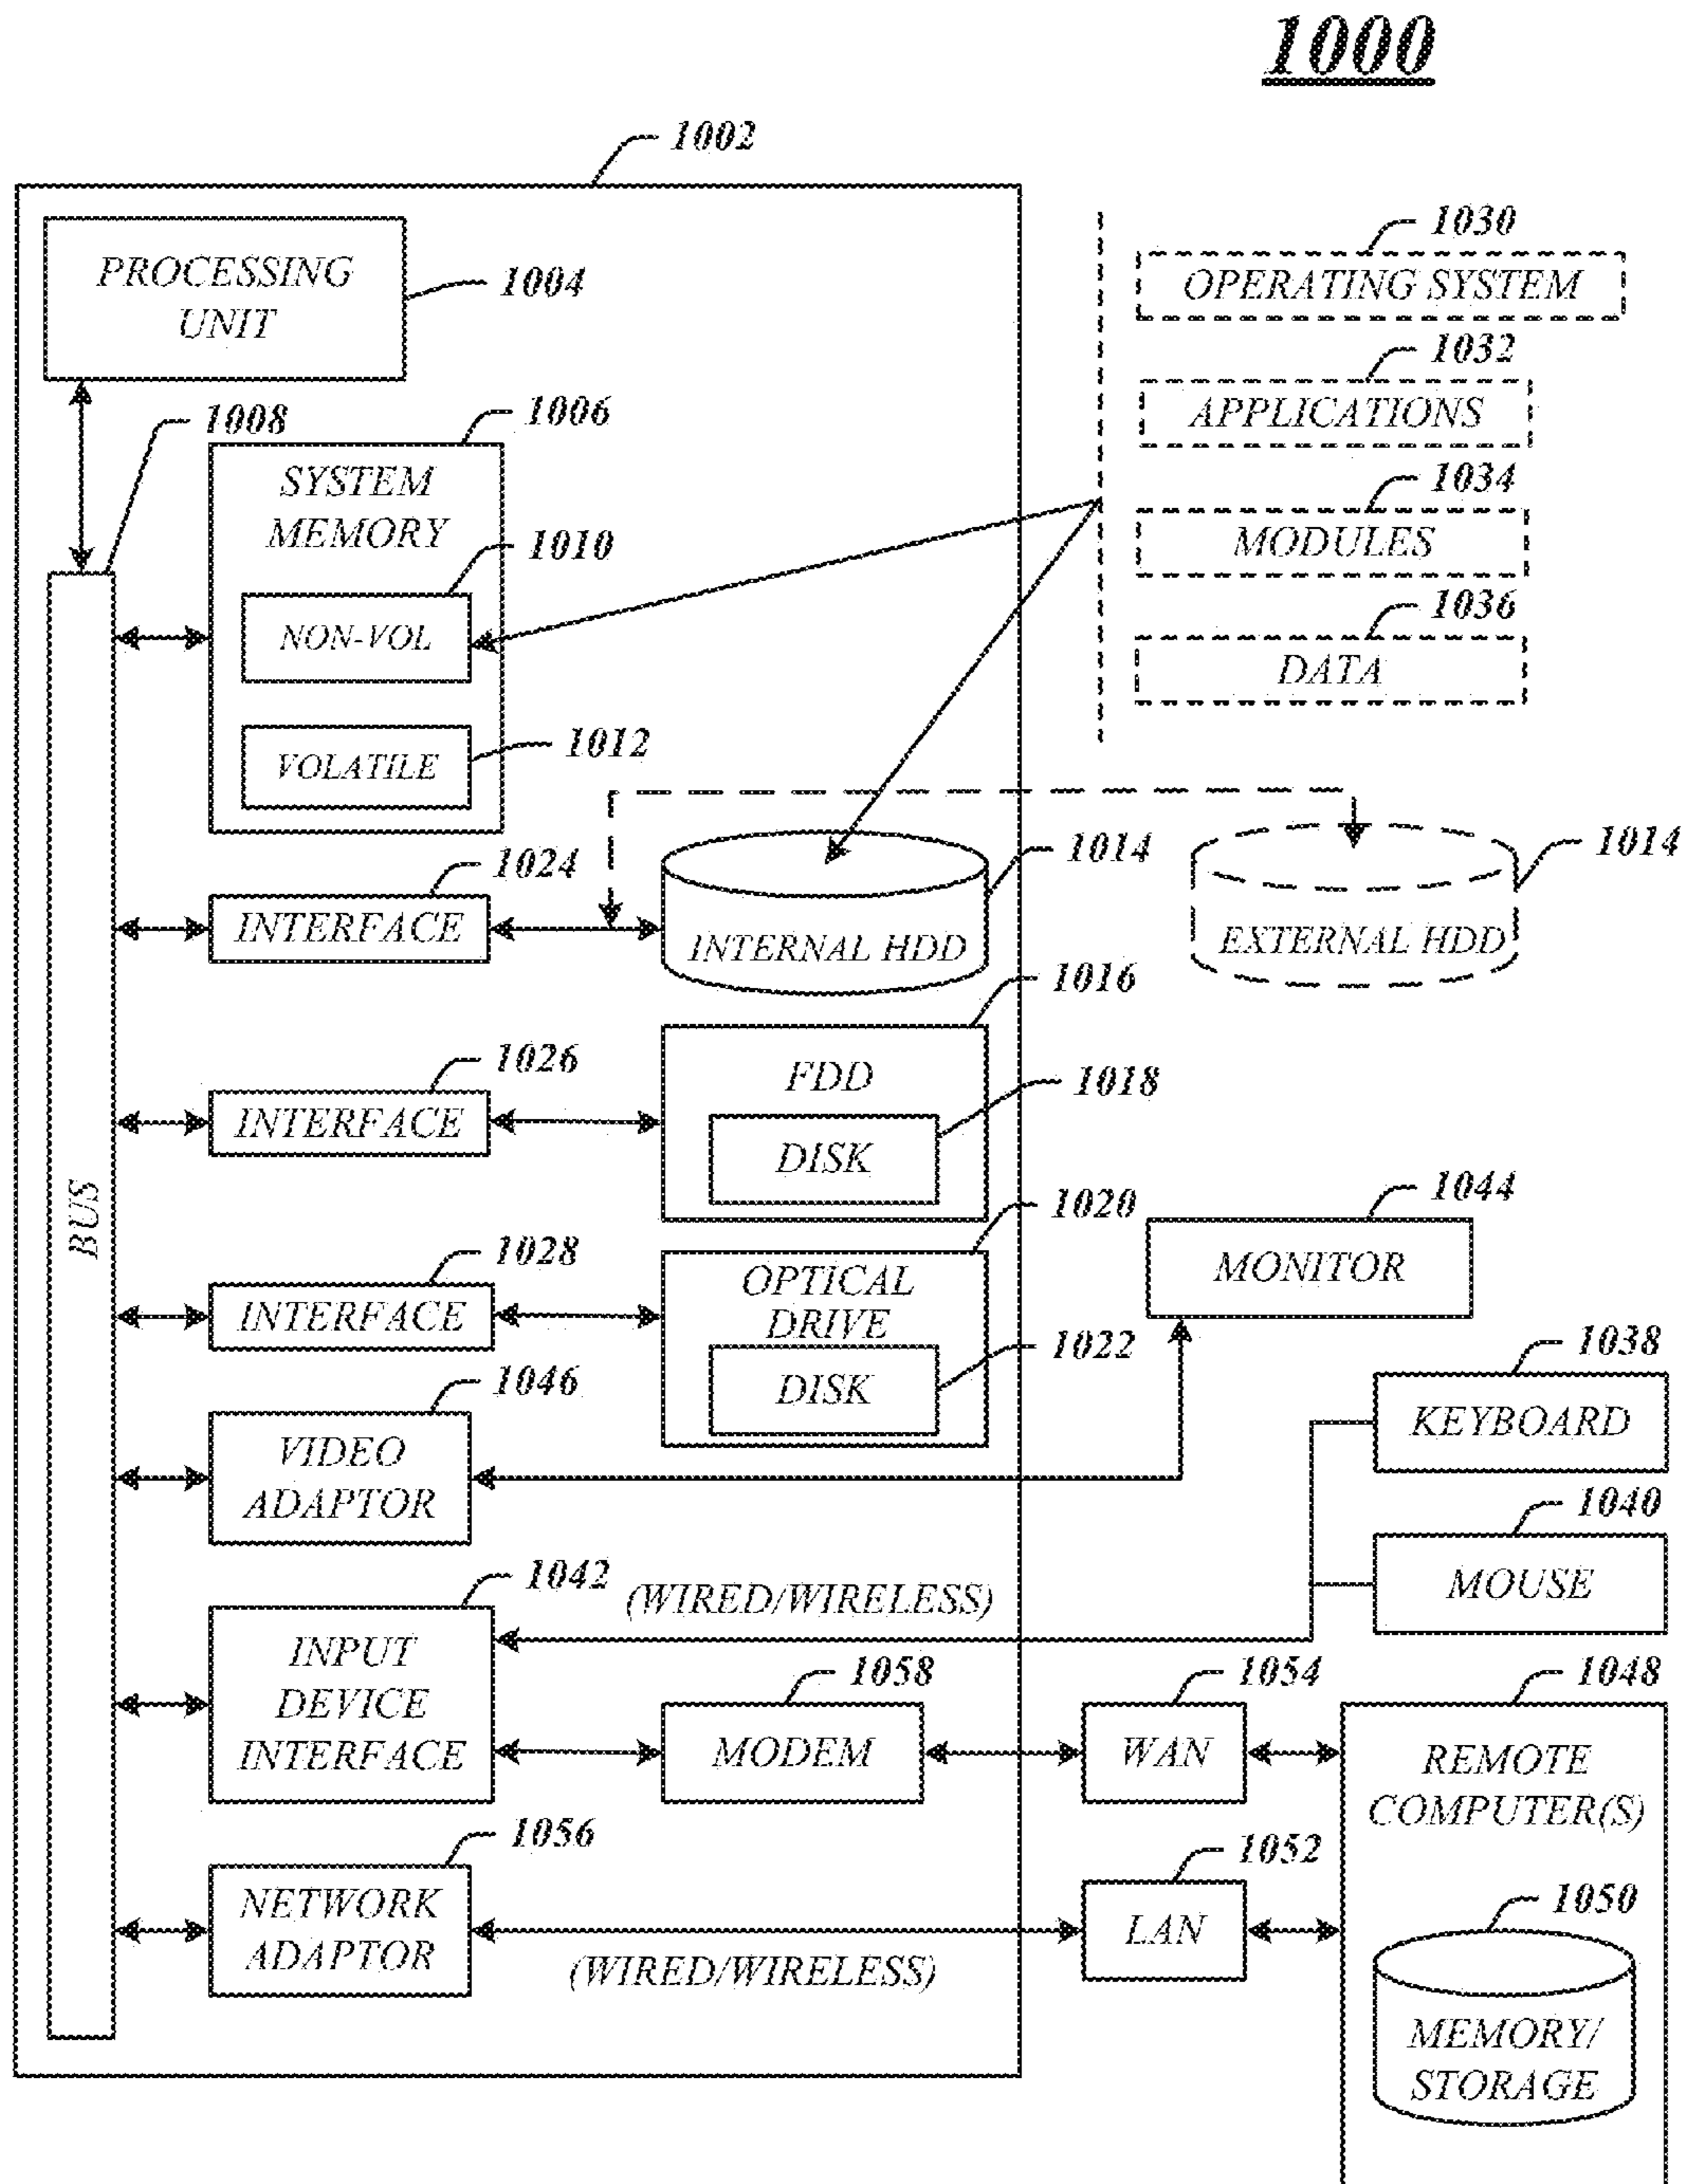 1000
1002
PROCESSING
UNIT
1004
1030
OPERATING SYSTEM
1032
APPLICATIONS
1034
MODULES
1036
DATA
1008
1006
SYSTEM
MEMORY
1010
NON-VOL
1012
VOLATILE
1024
INTERFACE
1014
INTERNAL HDD
1014
EXTERNAL HDD
1016
1026
INTERFACE
FDD
1018
DISK
BUS
1020
1028
INTERFACE
OPTICAL
DRIVE
1022
DISK
1044
MONITOR
1046
VIDEO
ADAPTOR
1038
KEYBOARD
1040
MOUSE
1042
(WIRED/WIRELESS)
INPUT
DEVICE
INTERFACE
1058
MODEM
1054
WAN
1048
REMOTE
COMPUTER(S)
1056
NETWORK
ADAPTOR
(WIRED/WIRELESS)
1052
LAN
1050
MEMORY/
STORAGE